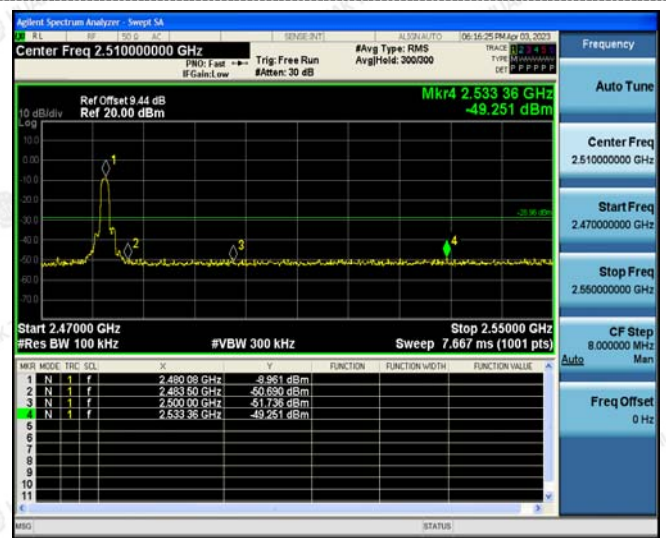 Agilent Spectrum Analyzer - Swept SA
RL RF 50 Ω AC SENSE:INT ALIGN AUTO 06:16:25 PM Apr 03, 2023
Center Freq 2.510000000 GHz
PNO: Fast Trig: Free Run
IFGain:Low #Atten: 30 dB
#Avg Type: RMS
Avg|Hold: 300/300
TRACE 1 2 3 4 5 6
TYPE M
DET P P P P P P
Ref Offset 9.44 dB
10 dB/div Ref 20.00 dBm
Log
Mkr4 2.533 36 GHz
-49.251 dBm
10.0
0.00
-10.0
-20.0
-30.0
-40.0
-50.0
-60.0
-70.0
1
2
3
4
Start 2.47000 GHz Stop 2.55000 GHz
#Res BW 100 kHz #VBW 300 kHz Sweep 7.667 ms (1001 pts)
MKR MODE TRC SCL X Y FUNCTION FUNCTION WIDTH FUNCTION VALUE
1 N 1 f 2.480 08 GHz -8.961 dBm
2 N 1 f 2.483 50 GHz -50.690 dBm
3 N 1 f 2.500 00 GHz -51.736 dBm
4 N 1 f 2.533 36 GHz -49.251 dBm
5
6
7
8
9
10
11
MSG STATUS
Frequency
Auto Tune
Center Freq
2.510000000 GHz
Start Freq
2.470000000 GHz
Stop Freq
2.550000000 GHz
CF Step
8.000000 MHz
Auto Man
Freq Offset
0 Hz